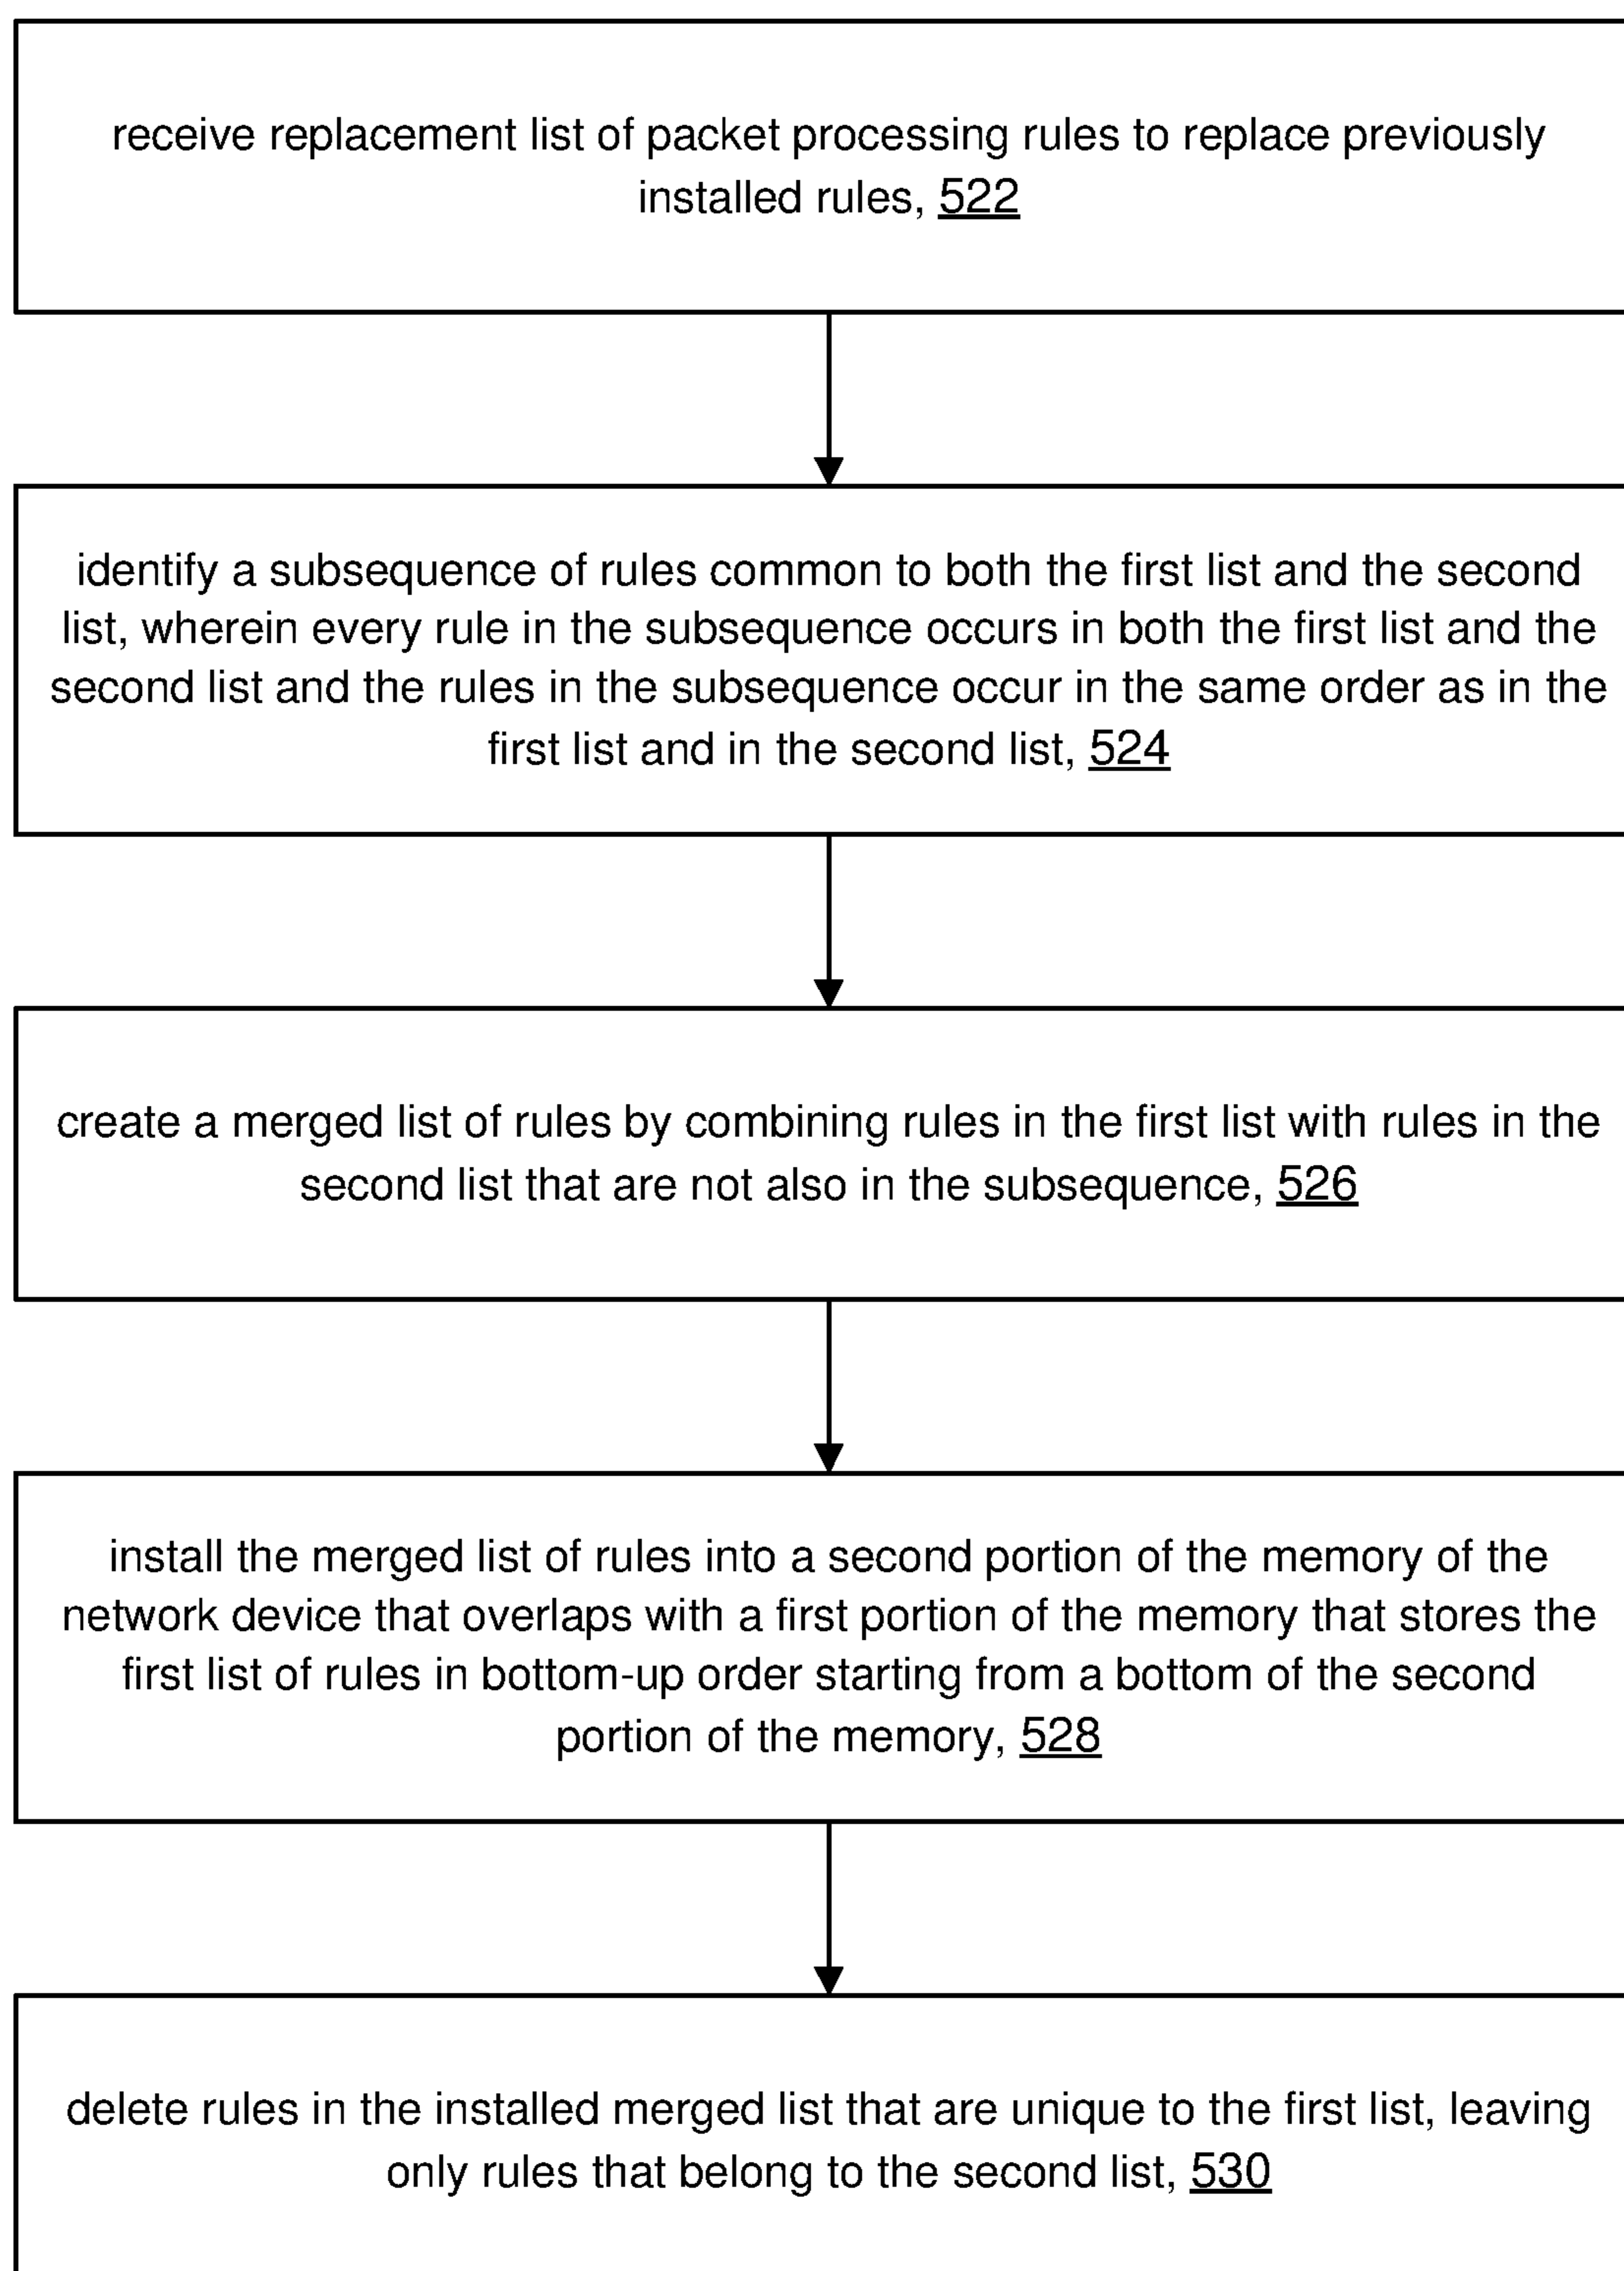 receive replacement list of packet processing rules to replace previously
installed rules, 522
identify a subsequence of rules common to both the first list and the second
list, wherein every rule in the subsequence occurs in both the first list and the
second list and the rules in the subsequence occur in the same order as in the
first list and in the second list, 524
create a merged list of rules by combining rules in the first list with rules in the
second list that are not also in the subsequence, 526
install the merged list of rules into a second portion of the memory of the
network device that overlaps with a first portion of the memory that stores the
first list of rules in bottom-up order starting from a bottom of the second
portion of the memory, 528
delete rules in the installed merged list that are unique to the first list, leaving
only rules that belong to the second list, 530